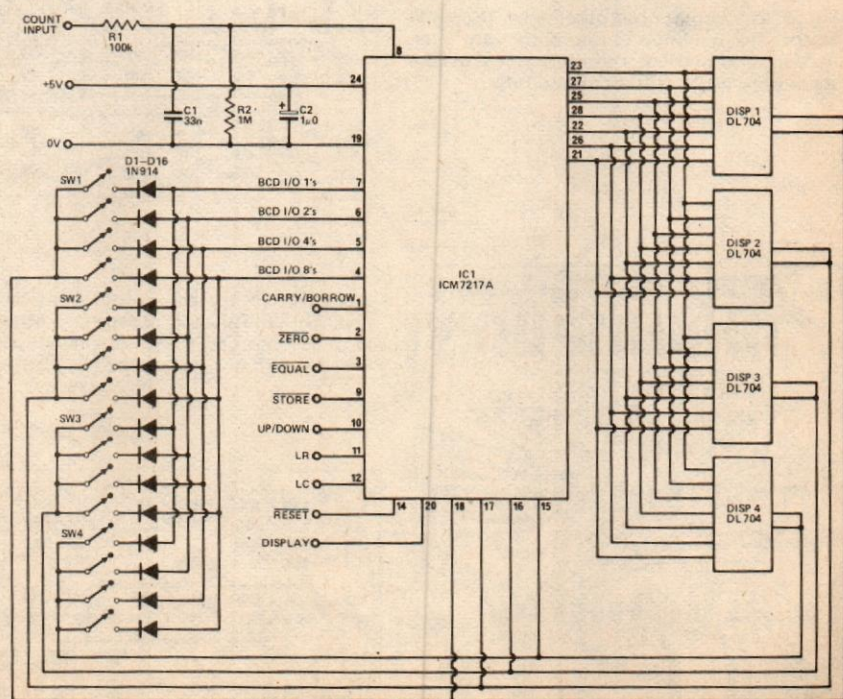 COUNT
INPUT
R1
100k
8
+5V
24
C1
33n
R2
1M
+
C2
1µ0
0V
19
D1–D16
1N914
SW1
BCD I/O 1's
7
BCD I/O 2's
6
BCD I/O 4's
5
BCD I/O 8's
4
CARRY/BORROW
1
SW2
ZERO
2
EQUAL
3
STORE
9
SW3
UP/DOWN
10
LR
11
LC
12
RESET
14
SW4
DISPLAY
20
18
17
16
15
IC1
ICM7217A
23
27
25
28
22
26
21
DISP 1
DL704
DISP 2
DL704
DISP 3
DL704
DISP 4
DL704